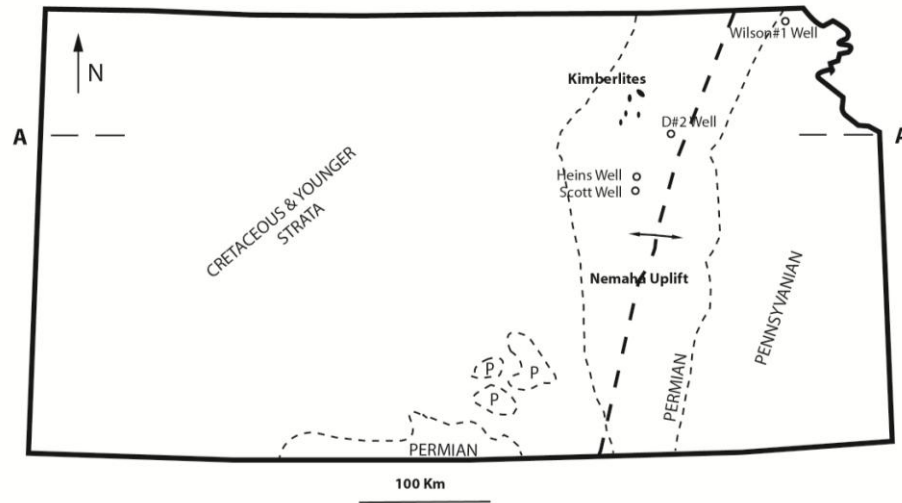 Wilson#1 Well
N
Kimberlites
A
D#2 Well
A
Heins Well
Scott Well
CRETACEOUS & YOUNGER
STRATA
Nemaha Uplift
PENNSYVANIAN
P
P
P
PERMIAN
PERMIAN
100 Km